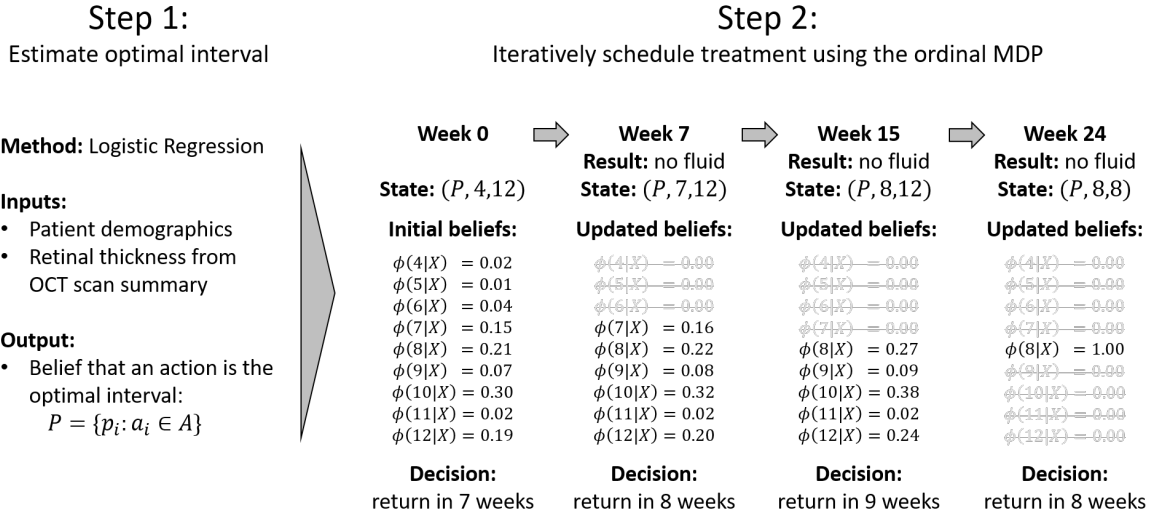 Step 1:
Estimate optimal interval
Method: Logistic Regression
Inputs:
• Patient demographics
• Retinal thickness from
OCT scan summary
Output:
• Belief that an action is the
optimal interval:
P = {pᵢ: aᵢ ∈ A}
Step 2:
Iteratively schedule treatment using the ordinal MDP
Week 0
State: (P, 4,12)
Initial beliefs:
ϕ(4|X) = 0.02
ϕ(5|X) = 0.01
ϕ(6|X) = 0.04
ϕ(7|X) = 0.15
ϕ(8|X) = 0.21
ϕ(9|X) = 0.07
ϕ(10|X) = 0.30
ϕ(11|X) = 0.02
ϕ(12|X) = 0.19
Decision:
return in 7 weeks
Week 7
Result: no fluid
State: (P, 7,12)
Updated beliefs:
ϕ(4|X) = 0.00
ϕ(5|X) = 0.00
ϕ(6|X) = 0.00
ϕ(7|X) = 0.16
ϕ(8|X) = 0.22
ϕ(9|X) = 0.08
ϕ(10|X) = 0.32
ϕ(11|X) = 0.02
ϕ(12|X) = 0.20
Decision:
return in 8 weeks
Week 15
Result: no fluid
State: (P, 8,12)
Updated beliefs:
ϕ(4|X) = 0.00
ϕ(5|X) = 0.00
ϕ(6|X) = 0.00
ϕ(7|X) = 0.00
ϕ(8|X) = 0.27
ϕ(9|X) = 0.09
ϕ(10|X) = 0.38
ϕ(11|X) = 0.02
ϕ(12|X) = 0.24
Decision:
return in 9 weeks
Week 24
Result: no fluid
State: (P, 8,8)
Updated beliefs:
ϕ(4|X) = 0.00
ϕ(5|X) = 0.00
ϕ(6|X) = 0.00
ϕ(7|X) = 0.00
ϕ(8|X) = 1.00
ϕ(9|X) = 0.00
ϕ(10|X) = 0.00
ϕ(11|X) = 0.00
ϕ(12|X) = 0.00
Decision:
return in 8 weeks